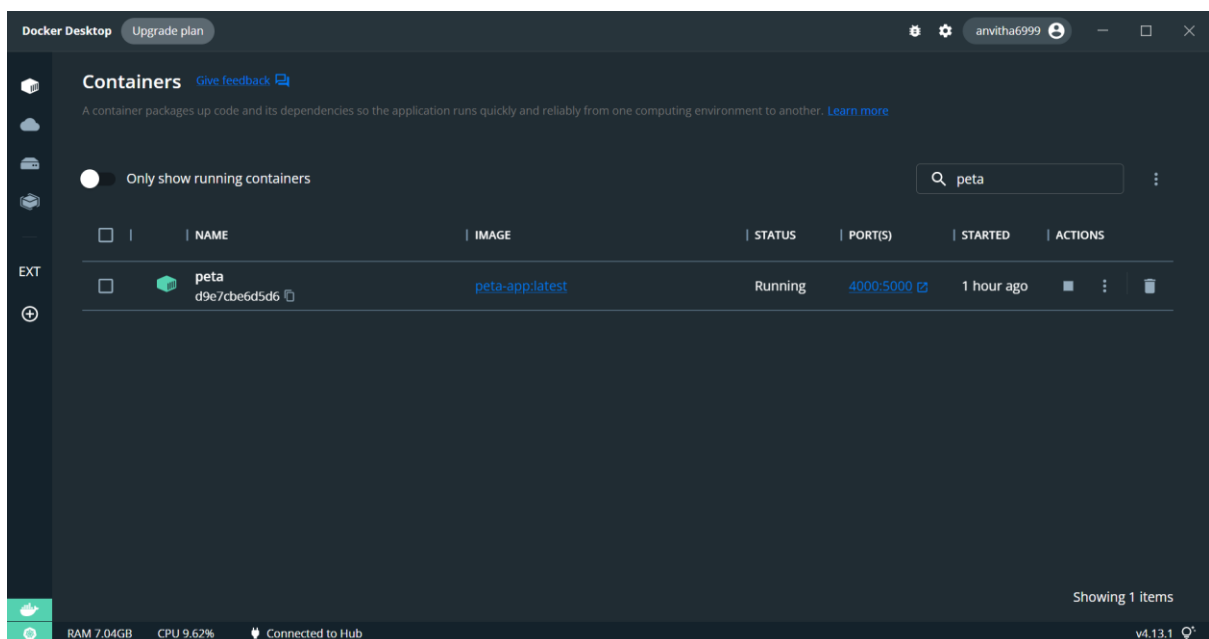 Docker Desktop Upgrade plan anvitha6999
Containers Give feedback
A container packages up code and its dependencies so the application runs quickly and reliably from one computing environment to another. Learn more
Only show running containers peta
NAME IMAGE STATUS PORT(S) STARTED ACTIONS
EXT
peta
d9e7cbe6d5d6
peta-app:latest Running 4000:5000 1 hour ago
Showing 1 items
RAM 7.04GB CPU 9.62% Connected to Hub v4.13.1